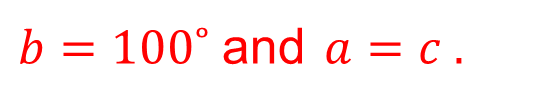 b = 100° and a = c .